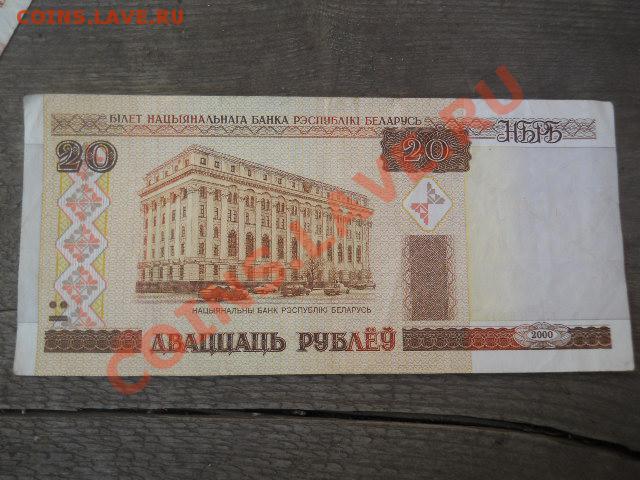 COINS.LAVE.RU
БІЛЕТ НАЦЫЯНАЛЬНАГА БАНКА РЭСПУБЛІКІ БЕЛАРУСЬ
НБРБ
20
20
НАЦЫЯНАЛЬНЫ БАНК РЭСПУБЛІКІ БЕЛАРУСЬ
ДВАЦЦАЦЬ РУБЛЁЎ
2000
COINS.LAVE.RU